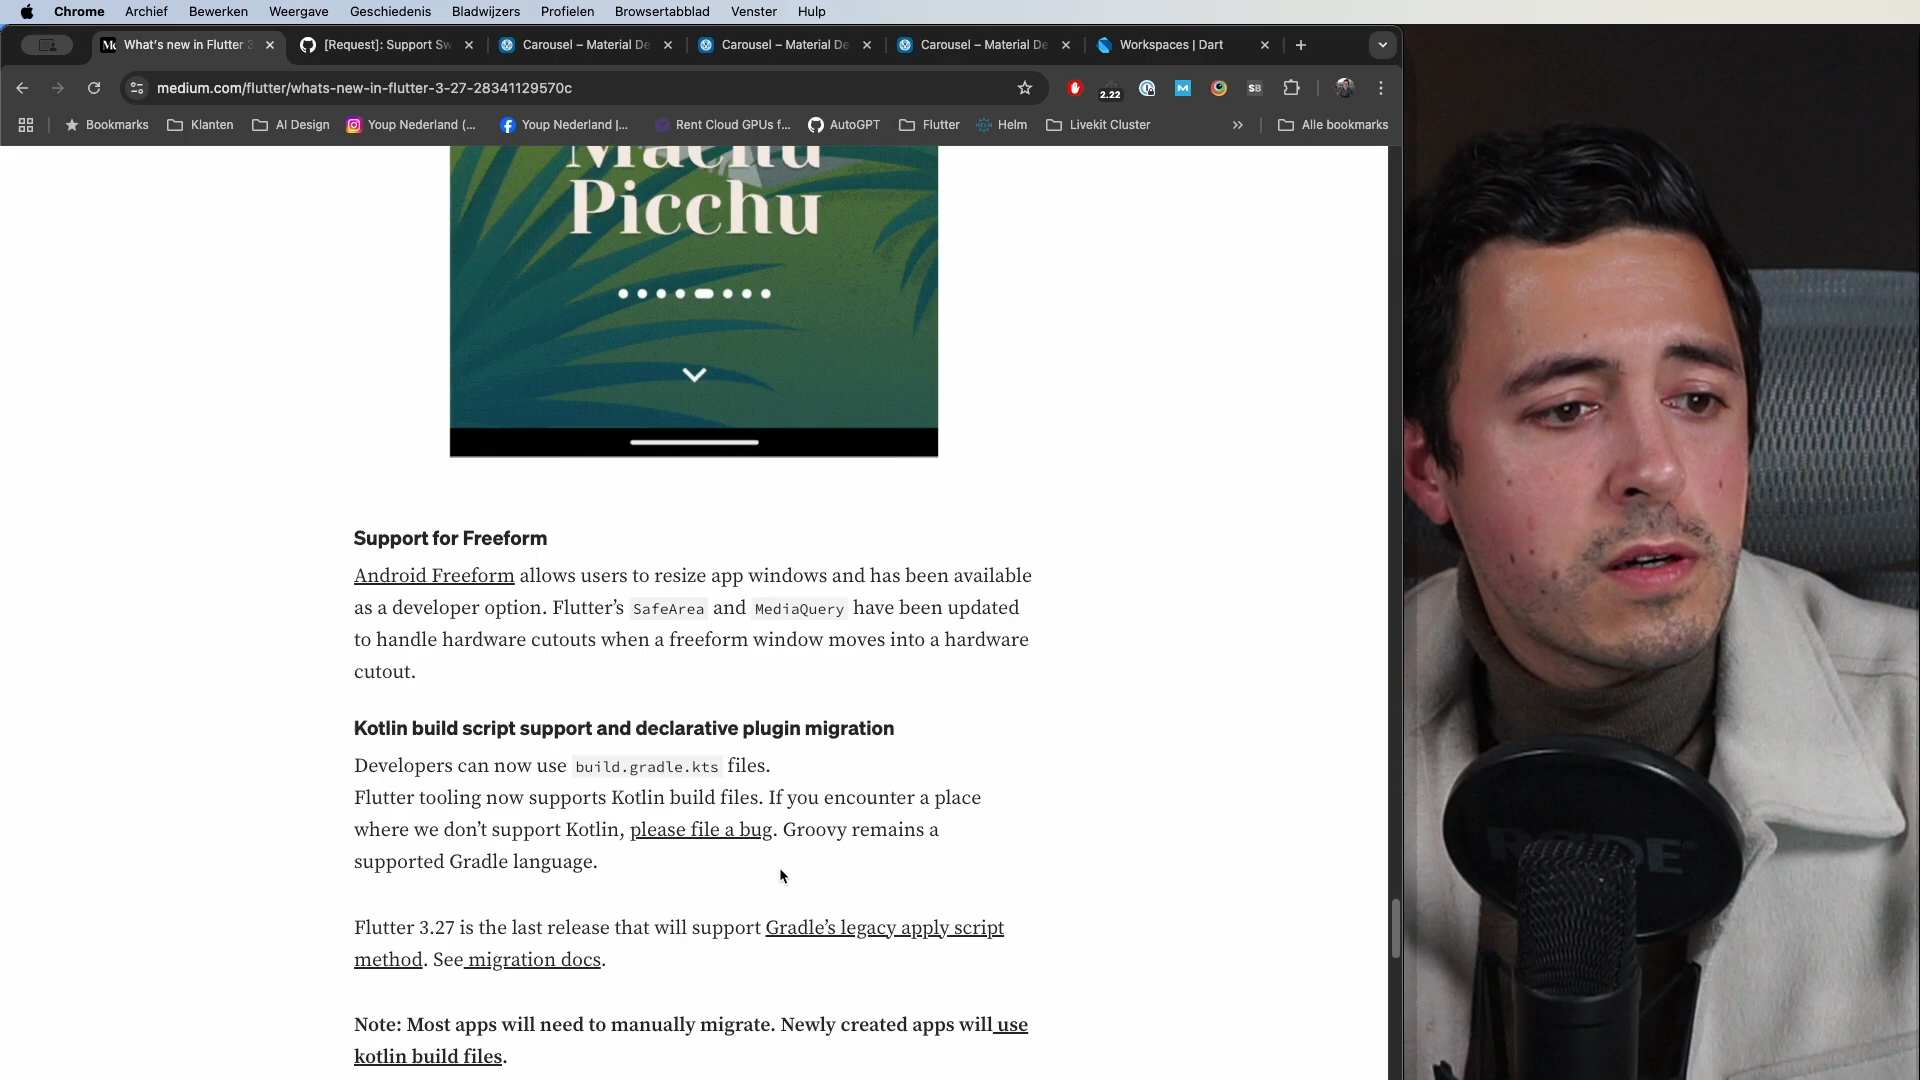 Chrome Archief Bewerken Weergave Geschiedenis Bladwijzers Profielen Browsertabblad Venster Hulp
What's new in Flutter 3
[Request]: Support Sw
Carousel – Material De
Carousel – Material De
Carousel – Material De
Workspaces | Dart
medium.com/flutter/whats-new-in-flutter-3-27-28341129570c
2.22
SB
Bookmarks Klanten AI Design Youp Nederland (... Youp Nederland |... Rent Cloud GPUs f... AutoGPT Flutter Helm Livekit Cluster » Alle bookmarks
Machu
Picchu
Support for Freeform
Android Freeform allows users to resize app windows and has been available
as a developer option. Flutter’s SafeArea and MediaQuery have been updated
to handle hardware cutouts when a freeform window moves into a hardware
cutout.
Kotlin build script support and declarative plugin migration
Developers can now use build.gradle.kts files.
Flutter tooling now supports Kotlin build files. If you encounter a place
where we don’t support Kotlin, please file a bug. Groovy remains a
supported Gradle language.
Flutter 3.27 is the last release that will support Gradle’s legacy apply script
method. See migration docs.
Note: Most apps will need to manually migrate. Newly created apps will use
kotlin build files.
RODE